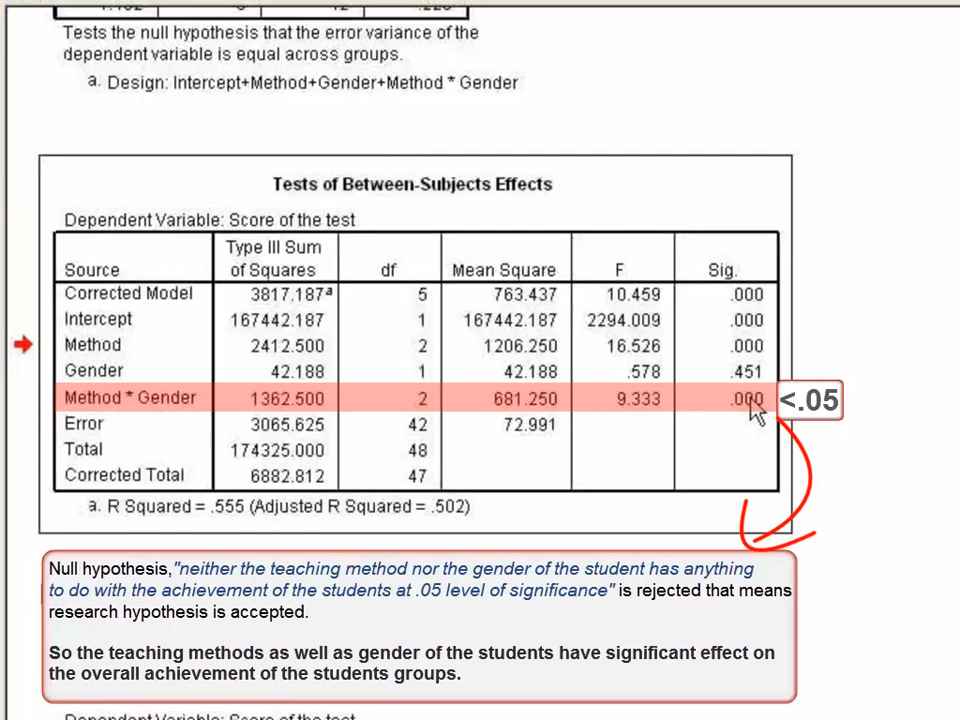 Tests the null hypothesis that the error variance of the
dependent variable is equal across groups.
a. Design: Intercept+Method+Gender+Method * Gender
Tests of Between-Subjects Effects
Dependent Variable: Score of the test
Source Type III Sum of Squares df Mean Square F Sig.
Corrected Model 3817.187a 5 763.437 10.459 .000
Intercept 167442.187 1 167442.187 2294.009 .000
Method 2412.500 2 1206.250 16.526 .000
Gender 42.188 1 42.188 .578 .451
Method * Gender 1362.500 2 681.250 9.333 .000 <.05
Error 3065.625 42 72.991
Total 174325.000 48
Corrected Total 6882.812 47
a. R Squared = .555 (Adjusted R Squared = .502)
Null hypothesis,"neither the teaching method nor the gender of the student has anything
to do with the achievement of the students at .05 level of significance" is rejected that means
research hypothesis is accepted.
So the teaching methods as well as gender of the students have significant effect on
the overall achievement of the students groups.
Dependent Variable: Score of the test